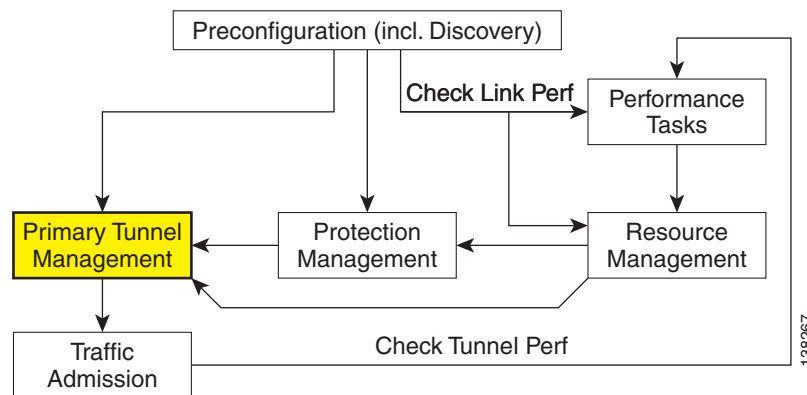 Preconfiguration (incl. Discovery)
Check Link Perf
Performance
Tasks
Primary Tunnel
Management
Protection
Management
Resource
Management
Traffic
Admission
Check Tunnel Perf
138267